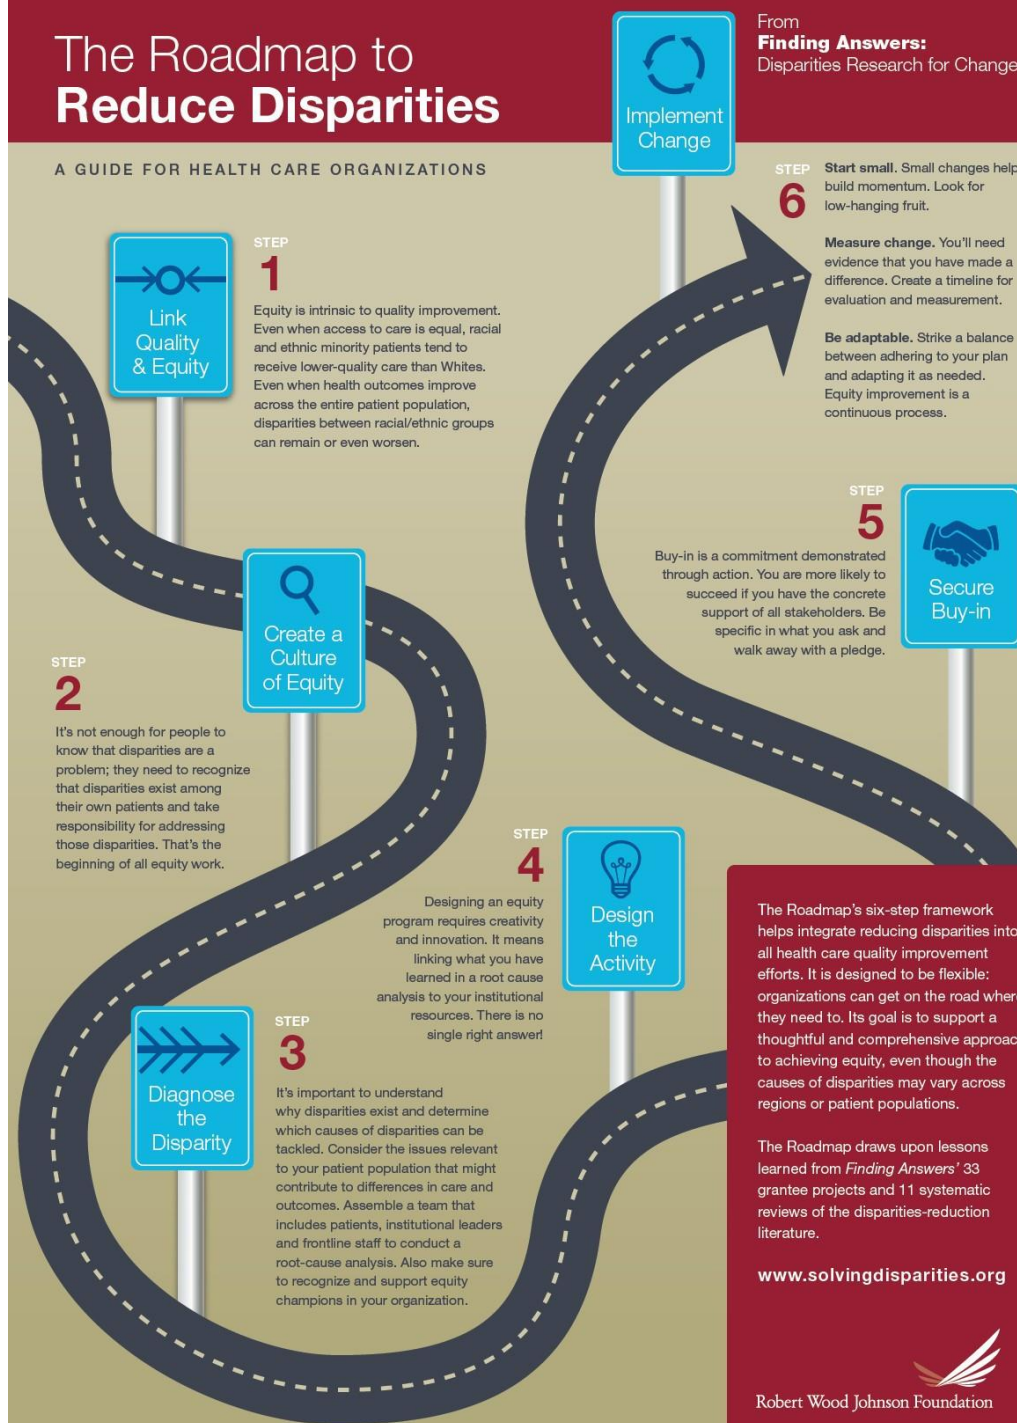 The Roadmap to
Reduce Disparities
A GUIDE FOR HEALTH CARE ORGANIZATIONS
From
Finding Answers:
Disparities Research for Change
Link
Quality
& Equity
STEP
1
Equity is intrinsic to quality improvement.
Even when access to care is equal, racial
and ethnic minority patients tend to
receive lower-quality care than Whites.
Even when health outcomes improve
across the entire patient population,
disparities between racial/ethnic groups
can remain or even worsen.
Create a
Culture
of Equity
STEP
2
It's not enough for people to
know that disparities are a
problem; they need to recognize
that disparities exist among
their own patients and take
responsibility for addressing
those disparities. That's the
beginning of all equity work.
Diagnose
the
Disparity
STEP
3
It's important to understand
why disparities exist and determine
which causes of disparities can be
tackled. Consider the issues relevant
to your patient population that might
contribute to differences in care and
outcomes. Assemble a team that
includes patients, institutional leaders
and frontline staff to conduct a
root-cause analysis. Also make sure
to recognize and support equity
champions in your organization.
STEP
4
Designing an equity
program requires creativity
and innovation. It means
linking what you have
learned in a root cause
analysis to your institutional
resources. There is no
single right answer!
Design
the
Activity
STEP
5
Buy-in is a commitment demonstrated
through action. You are more likely to
succeed if you have the concrete
support of all stakeholders. Be
specific in what you ask and
walk away with a pledge.
Secure
Buy-in
Implement
Change
STEP
6
Start small. Small changes help
build momentum. Look for
low-hanging fruit.
Measure change. You'll need
evidence that you have made a
difference. Create a timeline for
evaluation and measurement.
Be adaptable. Strike a balance
between adhering to your plan
and adapting it as needed.
Equity improvement is a
continuous process.
The Roadmap's six-step framework
helps integrate reducing disparities into
all health care quality improvement
efforts. It is designed to be flexible:
organizations can get on the road where
they need to. Its goal is to support a
thoughtful and comprehensive approac
to achieving equity, even though the
causes of disparities may vary across
regions or patient populations.
The Roadmap draws upon lessons
learned from Finding Answers' 33
grantee projects and 11 systematic
reviews of the disparities-reduction
literature.
www.solvingdisparities.org
Robert Wood Johnson Foundation